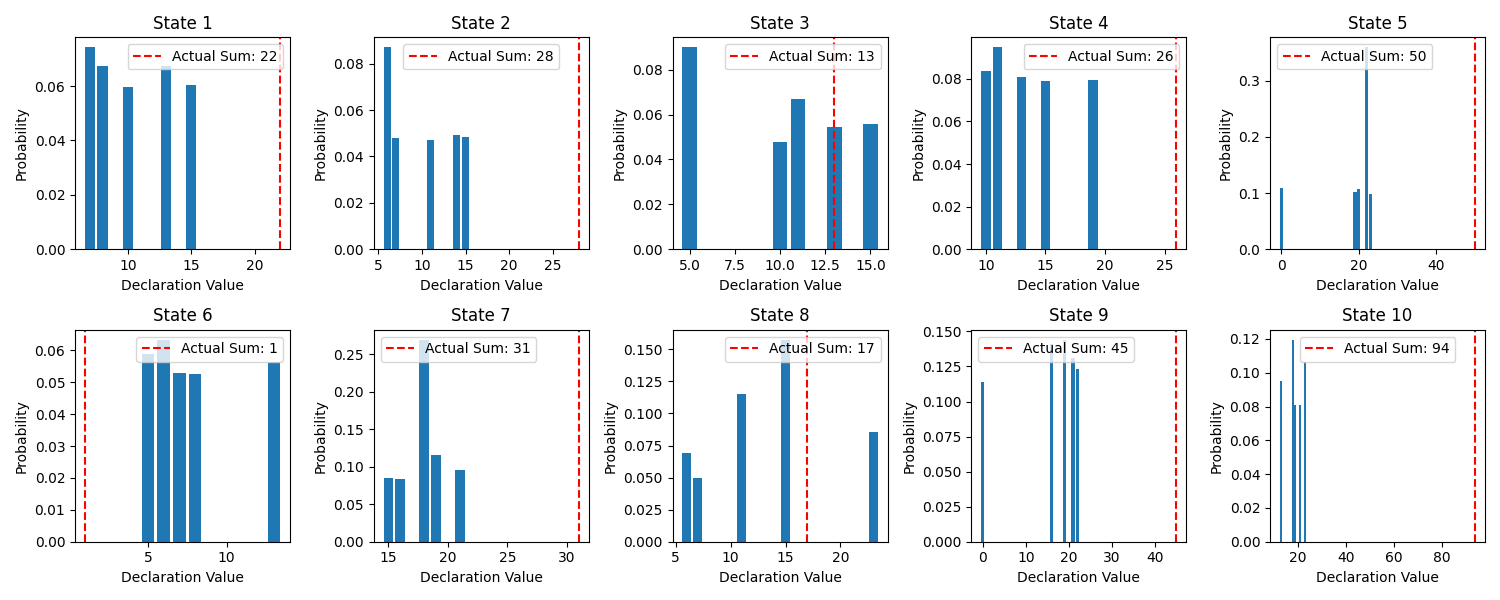 State 1
State 2
State 3
State 4
State 5
Actual Sum: 22
Actual Sum: 28
Actual Sum: 13
Actual Sum: 26
Actual Sum: 50
Probability
0.06
0.04
0.02
0.00
10
15
20
Declaration Value
Probability
0.08
0.06
0.04
0.02
0.00
5
10
15
20
25
Declaration Value
Probability
0.08
0.06
0.04
0.02
0.00
5.0
7.5
10.0
12.5
15.0
Declaration Value
Probability
0.08
0.06
0.04
0.02
0.00
10
15
20
25
Declaration Value
Probability
0.3
0.2
0.1
0.0
0
20
40
Declaration Value
State 6
State 7
State 8
State 9
State 10
Actual Sum: 1
Actual Sum: 31
Actual Sum: 17
Actual Sum: 45
Actual Sum: 94
Probability
0.06
0.05
0.04
0.03
0.02
0.01
0.00
5
10
Declaration Value
Probability
0.25
0.20
0.15
0.10
0.05
0.00
15
20
25
30
Declaration Value
Probability
0.150
0.125
0.100
0.075
0.050
0.025
0.000
5
10
15
20
Declaration Value
Probability
0.150
0.125
0.100
0.075
0.050
0.025
0.000
0
10
20
30
40
Declaration Value
Probability
0.12
0.10
0.08
0.06
0.04
0.02
0.00
20
40
60
80
Declaration Value